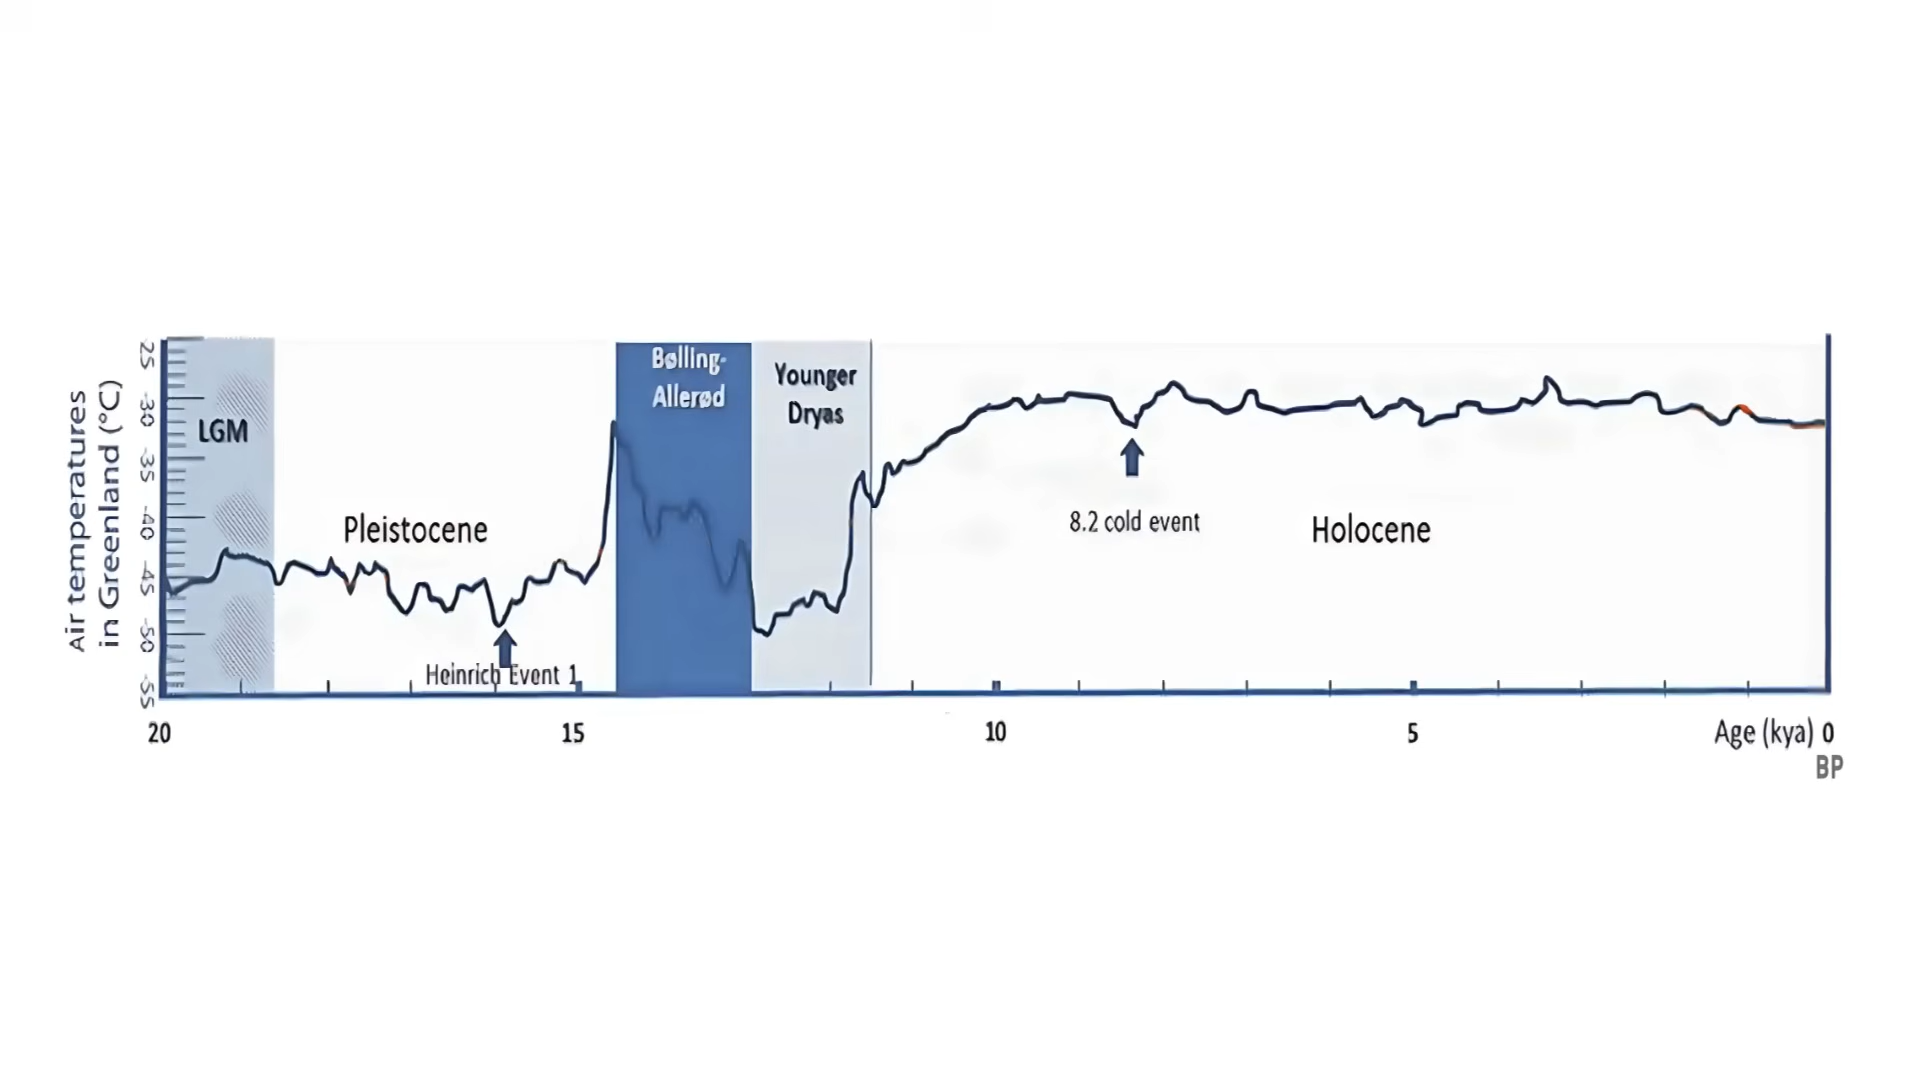 Air temperatures
in Greenland (°C)
-25
-30
-35
-40
-45
-50
-55
LGM
Pleistocene
Heinrich Event 1
Bølling-
Allerød
Younger
Dryas
8.2 cold event
Holocene
20
15
10
5
Age (kya) 0
BP